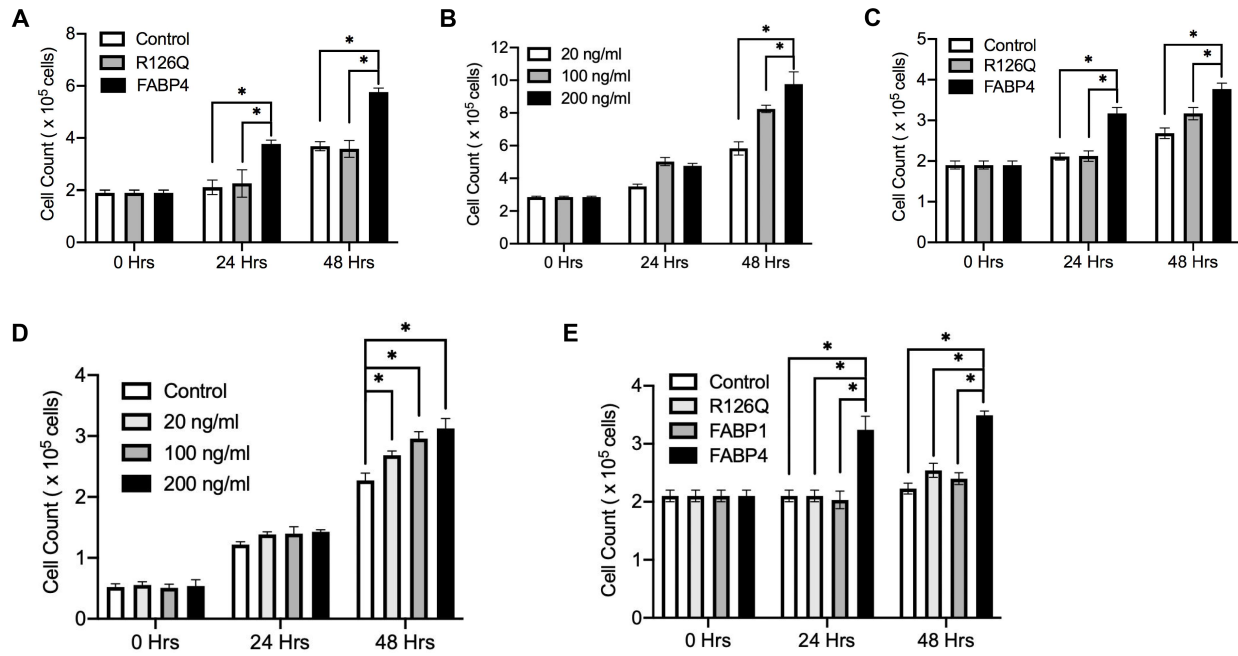 A
Cell Count ( x 10⁵ cells)
8
6
4
2
0
Control
R126Q
FABP4
*
*
*
*
0 Hrs
24 Hrs
48 Hrs
B
Cell Count ( x 10⁵ cells)
12
10
8
6
4
2
0
20 ng/ml
100 ng/ml
200 ng/ml
*
*
0 Hrs
24 Hrs
48 Hrs
C
Cell Count ( x 10⁵ cells)
5
4
3
2
1
0
Control
R126Q
FABP4
*
*
*
*
0 Hrs
24 Hrs
48 Hrs
D
Cell Count ( x 10⁵ cells)
4
3
2
1
0
Control
20 ng/ml
100 ng/ml
200 ng/ml
*
*
*
0 Hrs
24 Hrs
48 Hrs
E
Cell Count ( x 10⁵ cells)
4
3
2
1
0
Control
R126Q
FABP1
FABP4
*
*
*
*
*
*
0 Hrs
24 Hrs
48 Hrs